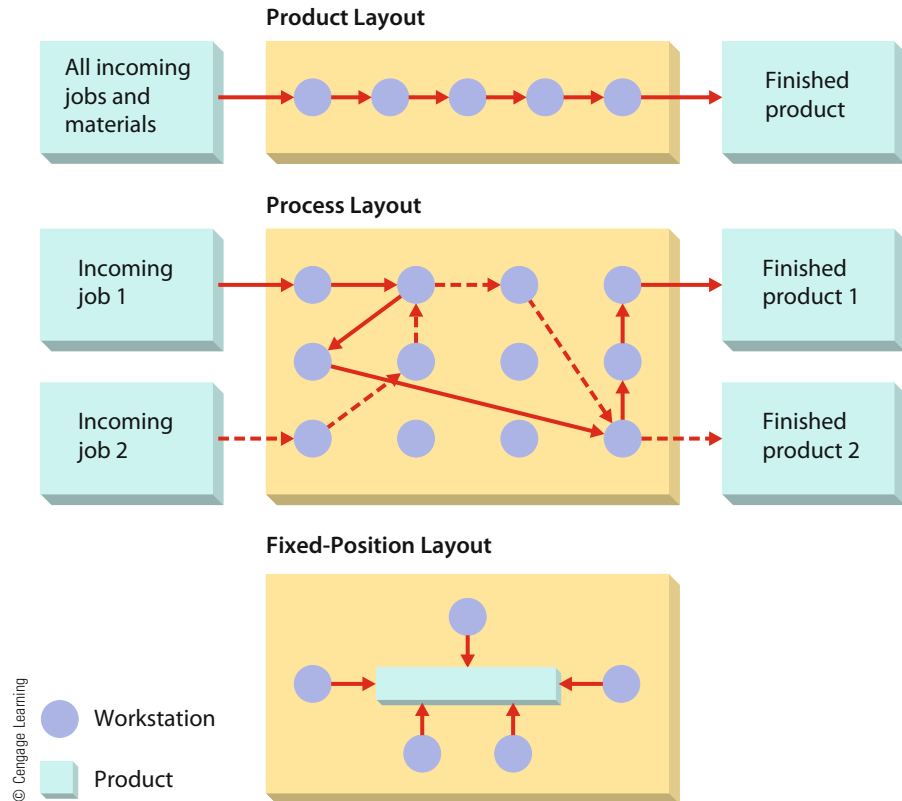 Product Layout
All incoming
jobs and
materials
Finished
product
Process Layout
Incoming
job 1
Finished
product 1
Incoming
job 2
Finished
product 2
Fixed-Position Layout
Workstation
Product
© Cengage Learning